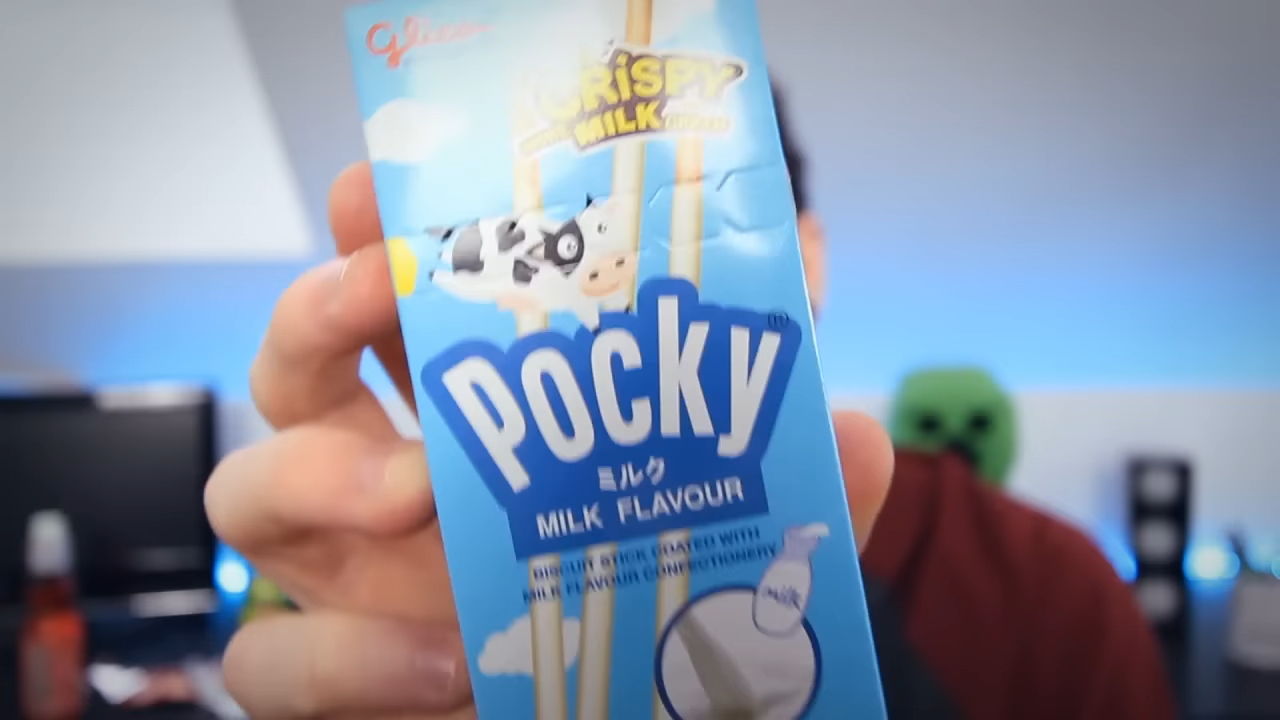 Glico
CRiSPY
MILK
Pocky
ミルク
MILK FLAVOUR
BISCUIT STICK COATED WITH
MILK FLAVOUR CONFECTIONERY
milk